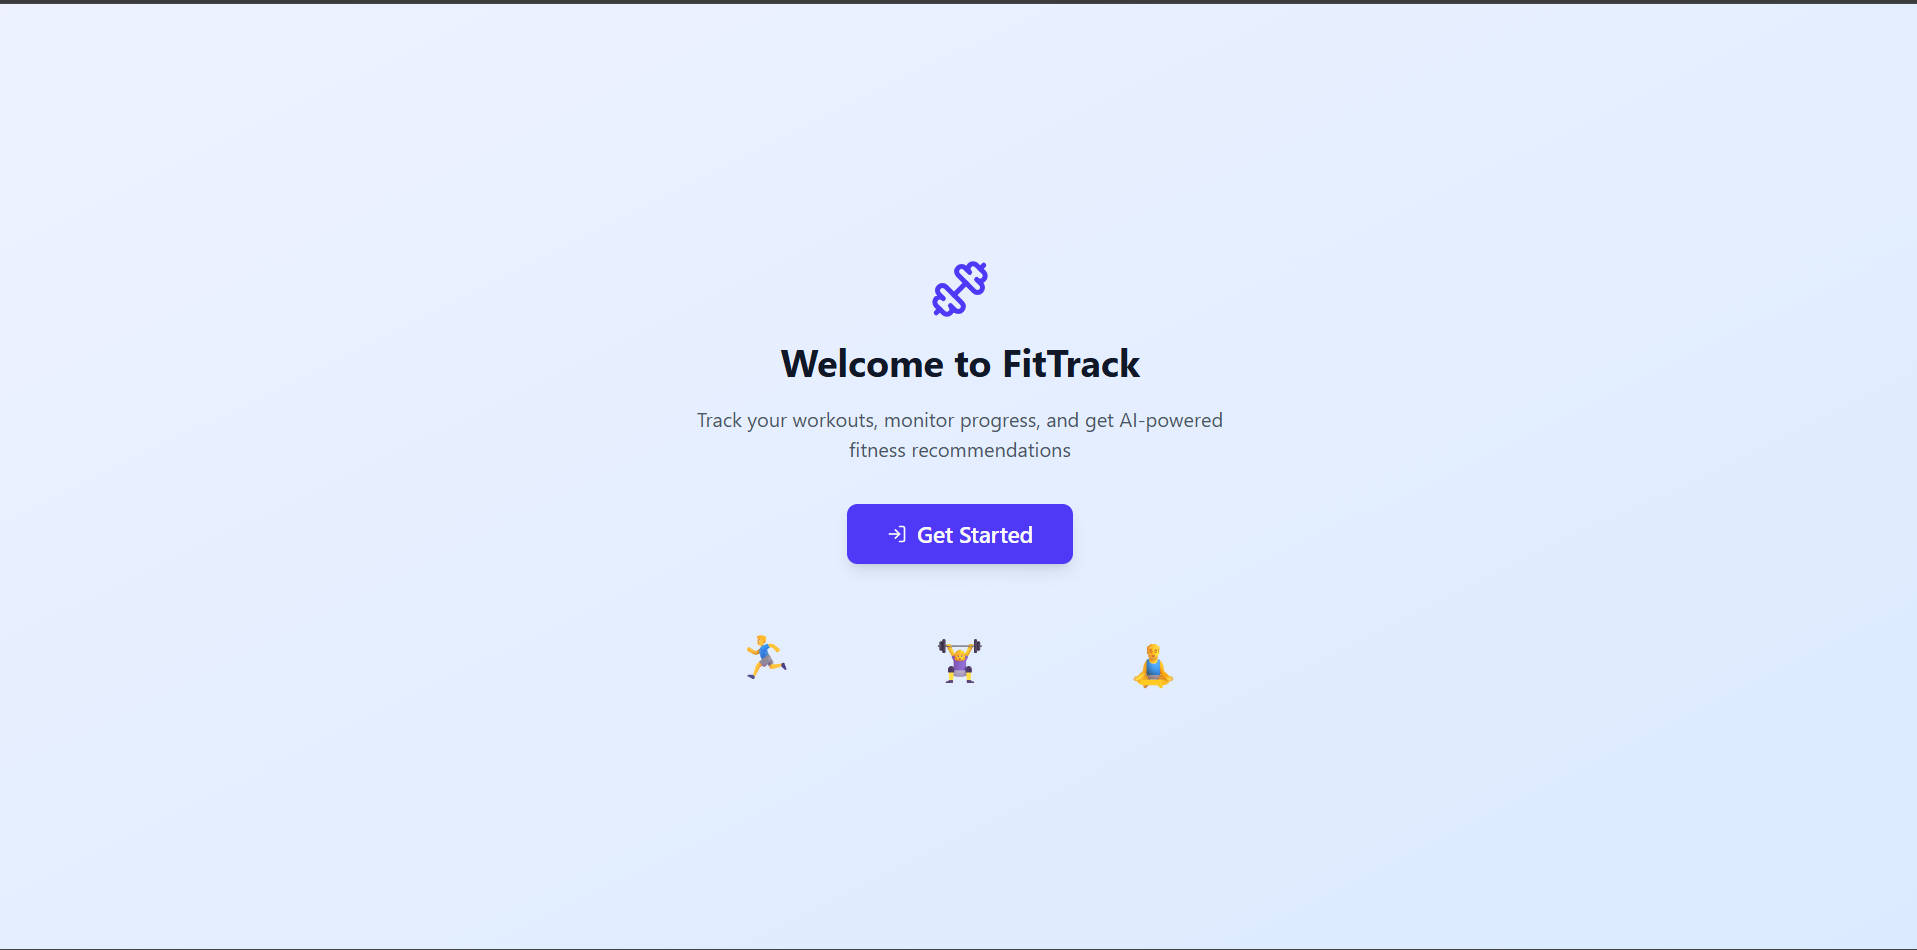 Welcome to FitTrack
Track your workouts, monitor progress, and get AI-powered
fitness recommendations
Get Started